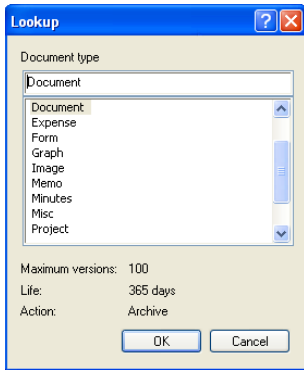 Lookup
Document type
Document
Document
Expense
Form
Graph
Image
Memo
Minutes
Misc
Project
Maximum versions: 100
Life: 365 days
Action: Archive
OK Cancel